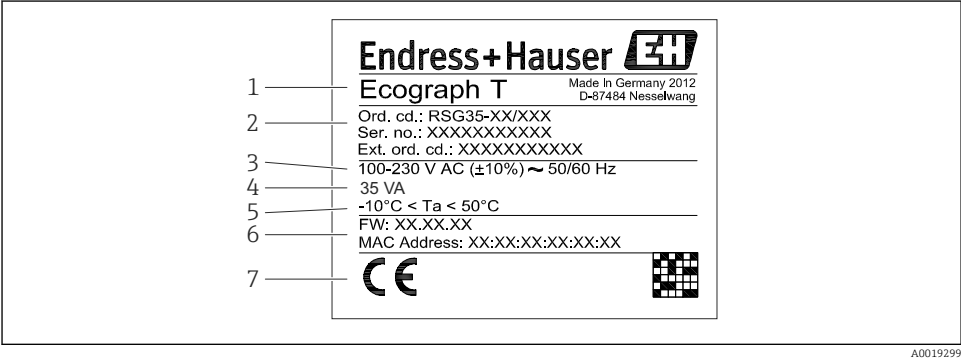 Endress+Hauser EH
1 Ecograph T
Made In Germany 2012
D-87484 Nesselwang
2 Ord. cd.: RSG35-XX/XXX
Ser. no.: XXXXXXXXXXX
Ext. ord. cd.: XXXXXXXXXXX
3 100-230 V AC (±10%) ~ 50/60 Hz
4 35 VA
5 -10°C < Ta < 50°C
6 FW: XX.XX.XX
MAC Address: XX:XX:XX:XX:XX:XX
7 CE
A0019299